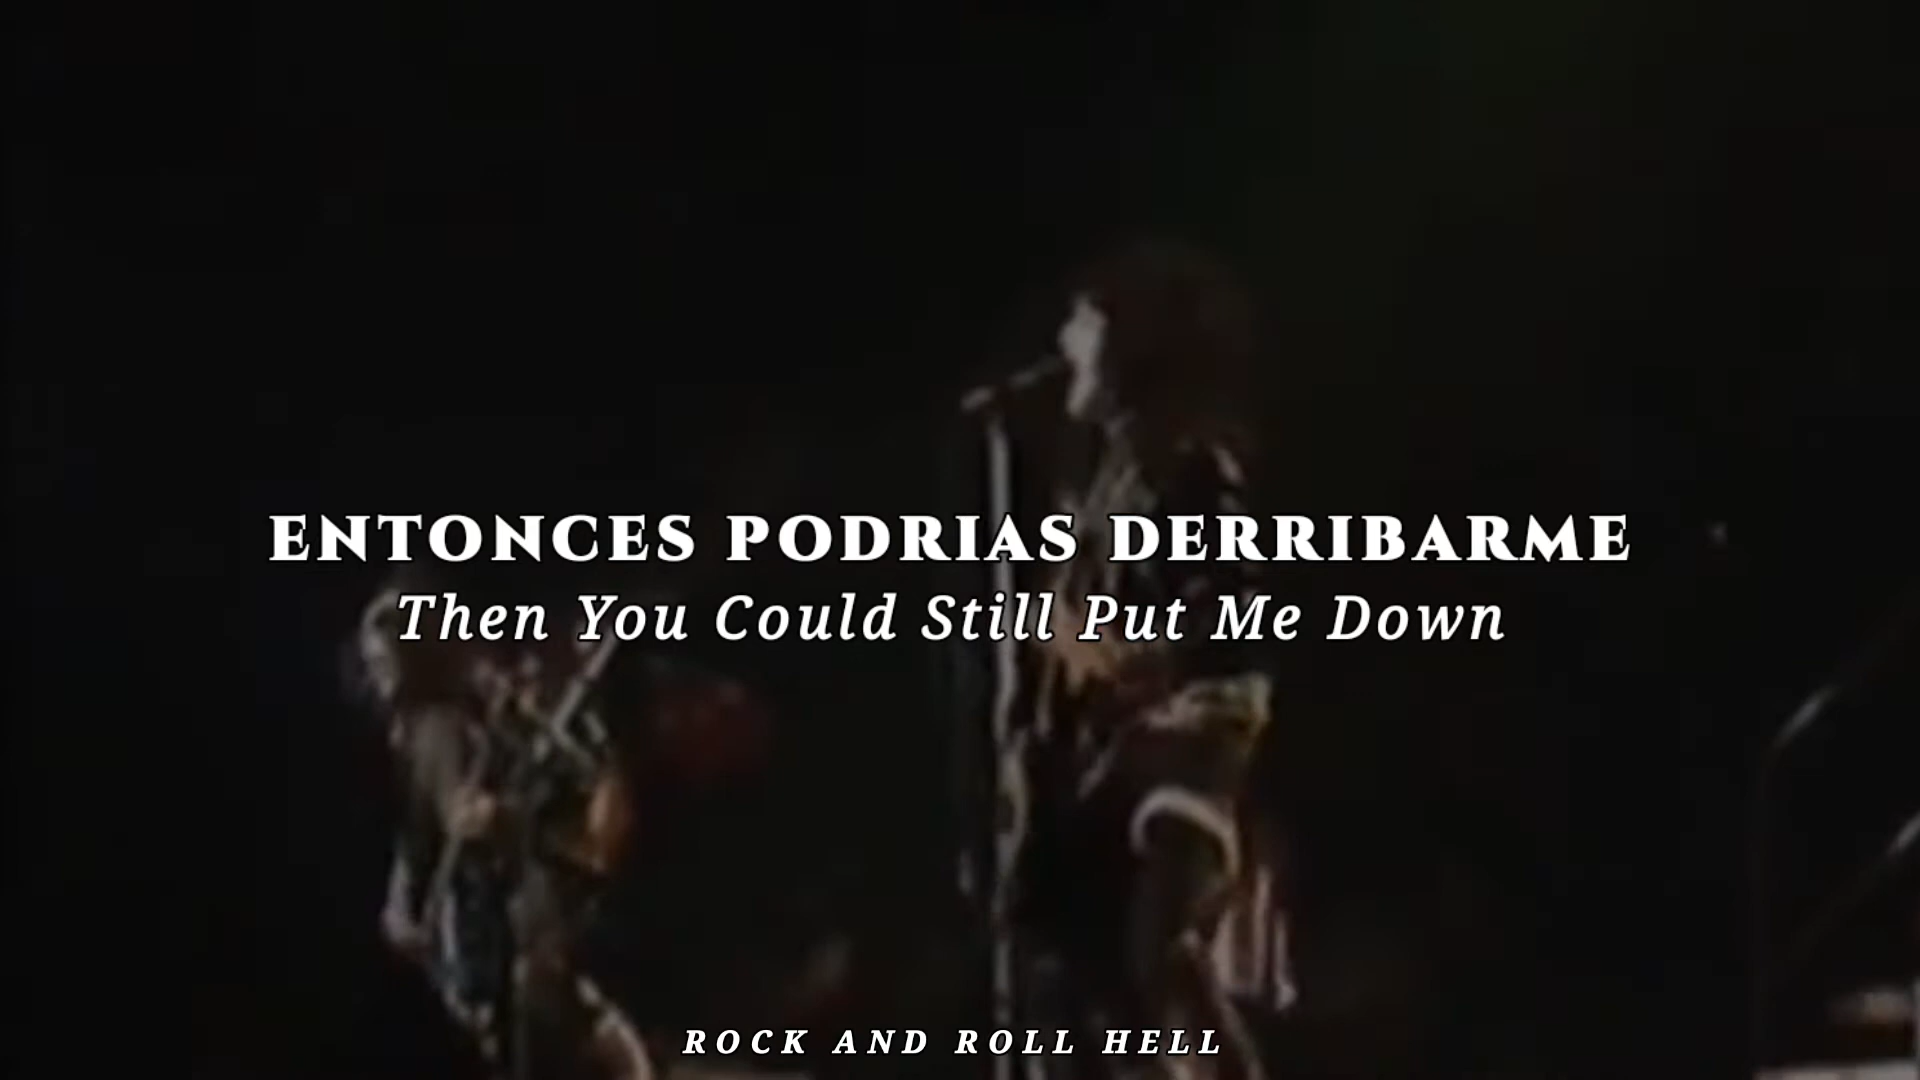 ENTONCES PODRIAS DERRIBARME
Then You Could Still Put Me Down
ROCK AND ROLL HELL